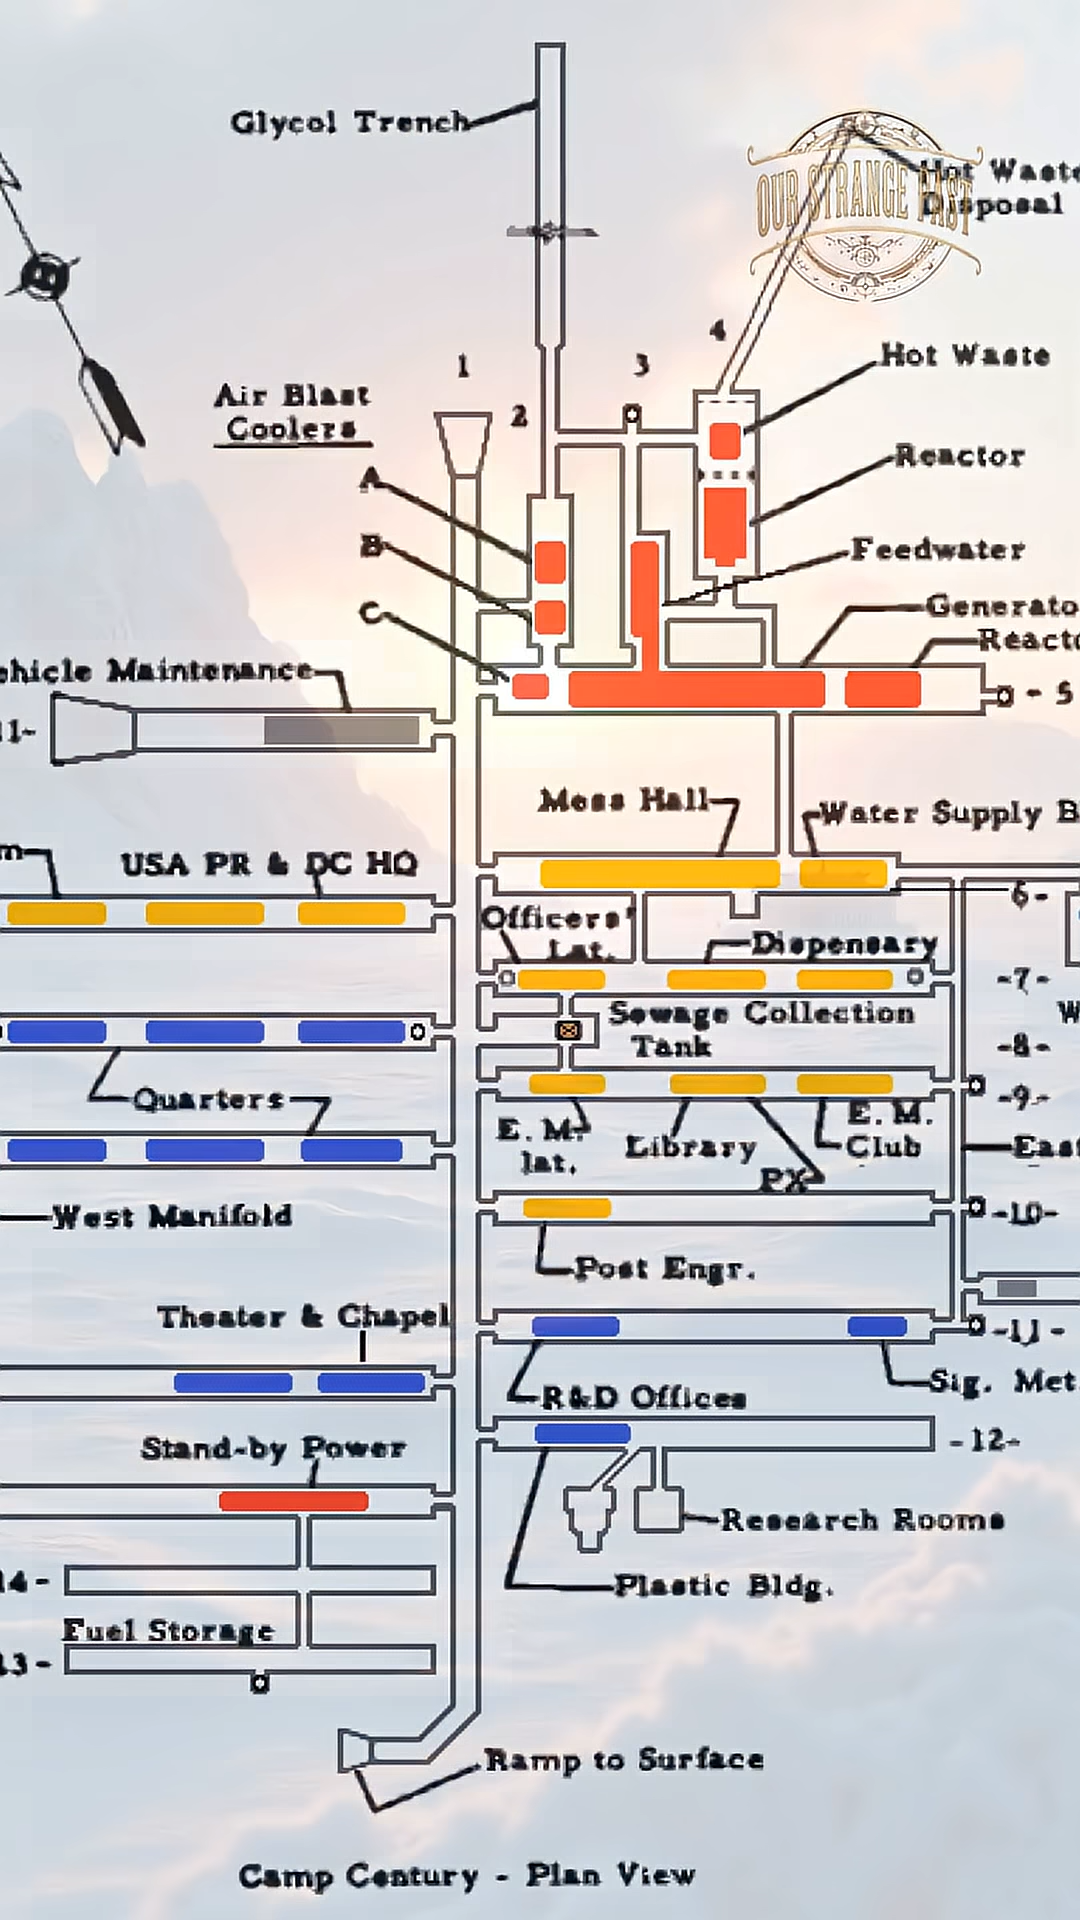 Glycol Trench
Hot Waste
Disposal
OUR STRANGE PAST
4
1
3
Hot Waste
Air Blast
Coolers
2
Reactor
A
B
Feedwater
C
Generato
Reacto
ehicle Maintenance
- 5
11-
Mess Hall
Water Supply B
m
USA PR & DC HQ
6-
Officers'
Lat.
Dispensary
-7-
Sewage Collection
Tank
W
-8-
Quarters
-9-
E. M.
lat.
Library
E. M.
Club
East
PX
West Manifold
-10-
Post Engr.
Theater & Chapel
-11-
R&D Offices
Sig. Met.
Stand-by Power
-12-
Research Rooms
14-
Plastic Bldg.
Fuel Storage
13-
Ramp to Surface
Camp Century - Plan View